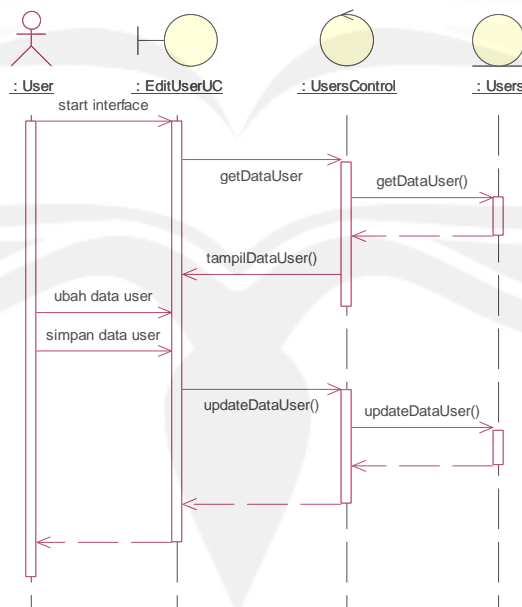 : User
: EditUserUC
: UsersControl
: Users
start interface
getDataUser
getDataUser()
tampilDataUser()
ubah data user
simpan data user
updateDataUser()
updateDataUser()